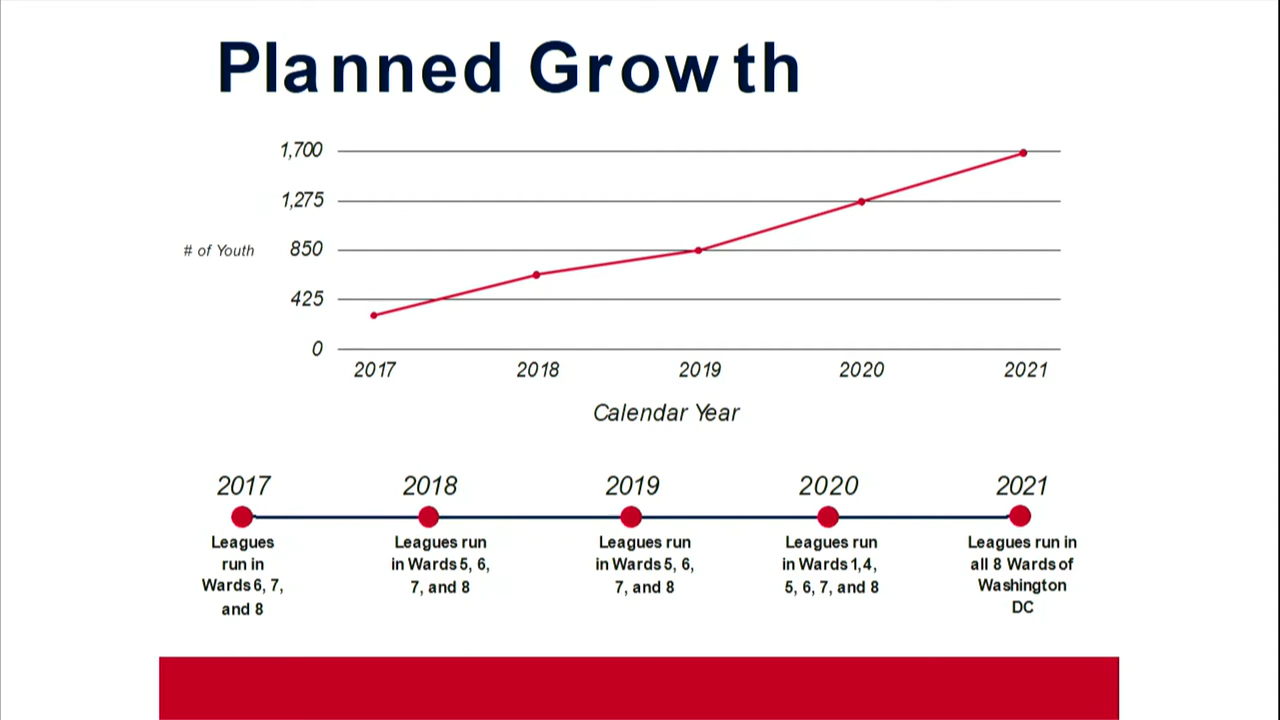 Planned Growth
1,700
1,275
# of Youth
850
425
0
2017
2018
2019
2020
2021
Calendar Year
2017
2018
2019
2020
2021
Leagues
run in
Wards 6, 7,
and 8
Leagues run
in Wards 5, 6,
7, and 8
Leagues run
in Wards 5, 6,
7, and 8
Leagues run
in Wards 1,4,
5, 6, 7, and 8
Leagues run in
all 8 Wards of
Washington
DC